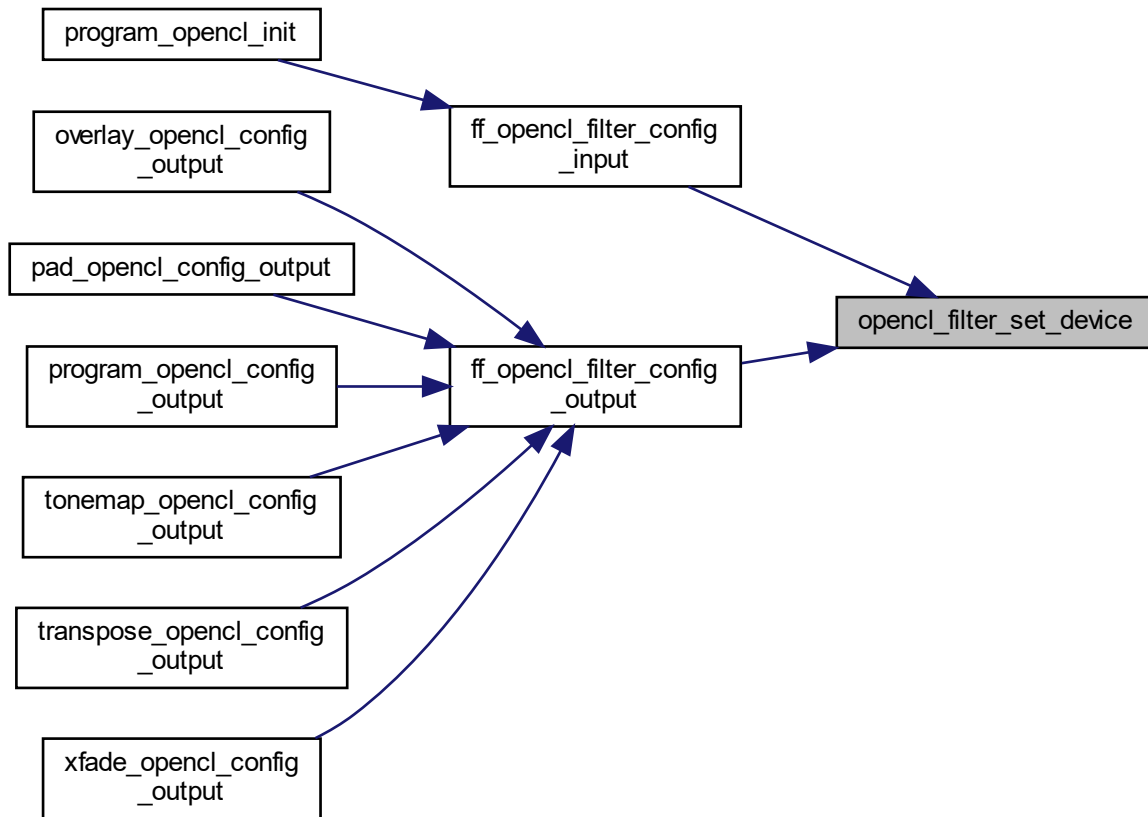 program_opencl_init
overlay_opencl_config
_output
pad_opencl_config_output
program_opencl_config
_output
tonemap_opencl_config
_output
transpose_opencl_config
_output
xfade_opencl_config
_output
ff_opencl_filter_config
_input
ff_opencl_filter_config
_output
opencl_filter_set_device